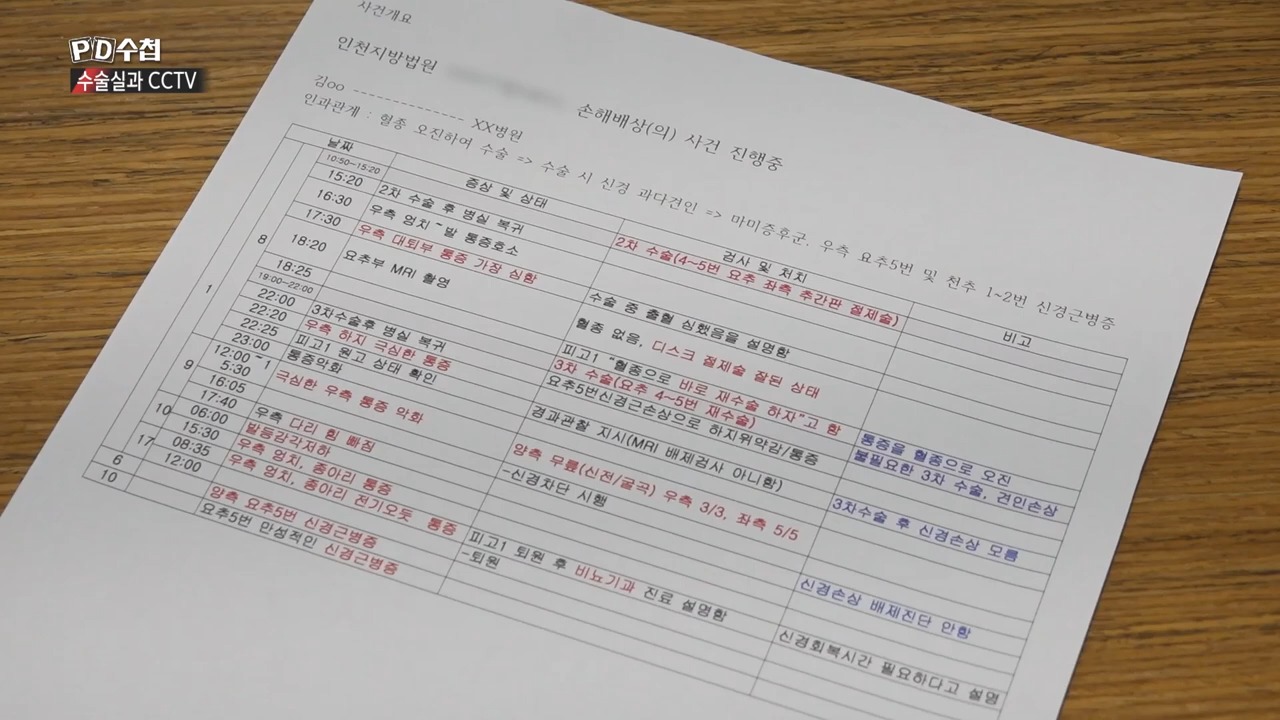 PD수첩
수술실과 CCTV
사건개요
인천지방법원
손해배상(의) 사건 진행중
김oo -------------- XX병원
인과관계 : 혈종 오진하여 수술 => 수술 시 신경 과다견인 => 마미증후군, 우측 요추5번 및 천추 1~2번 신경근병증
날짜 증상 및 상태 검사 및 처치 비고
1 8 10:50~15:20 2차 수술(4~5번 요추 좌측 추간판 절제술)
15:20 2차 수술 후 병실 복귀
16:30 우측 엉치~발 통증호소 수술 중 출혈 심했음을 설명함
17:30 우측 대퇴부 통증 가장 심함
18:20 요추부 MRI 촬영 혈종 없음, 디스크 절제술 잘된 상태
18:25 피고1 "혈종으로 바로 재수술 하자"고 함 통증을 혈종으로 오진
19:00~22:00 3차 수술(요추 4~5번 재수술) 불필요한 3차 수술, 견인손상
22:00 3차수술후 병실 복귀 요추5번신경근손상으로 하지위약감/통증
22:20 우측 하지 극심한 통증
22:25 피고1 원고 상태 확인 경과관찰 지시(MRI 배제검사 아니함) 3차수술 후 신경손상 모름
23:00 통증악화
9 12:00~1 극심한 우측 통증 악화
5:30
16:05 양측 무릎(신전/굴곡) 우측 3/3, 좌측 5/5
17:40 우측 다리 힘 빠짐 -신경차단 시행
10 06:00 발등감각저하 신경손상 배제진단 안함
15:30 우측 엉치, 종아리 통증
17 08:35 우측 엉치, 종아리 전기오듯 통증 피고1 퇴원 후 비뇨기과 진료 설명함 신경회복시간 필요하다고 설명
12:00 -퇴원
6 양측 요추5번 신경근병증
10 요추5번 만성적인 신경근병증